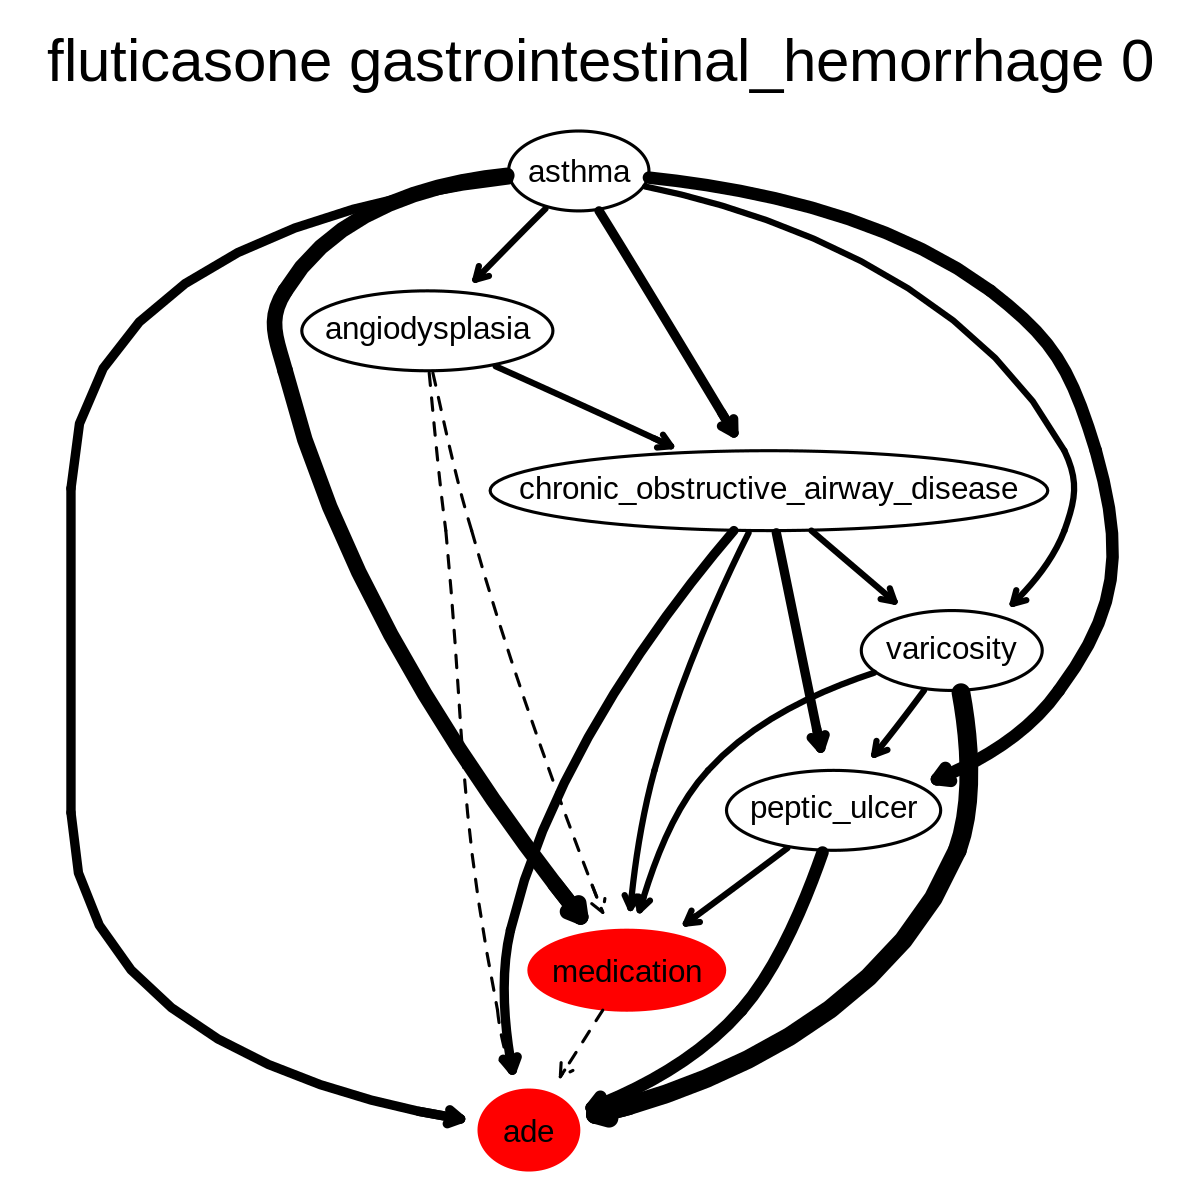 fluticasone gastrointestinal_hemorrhage 0
asthma
angiodysplasia
chronic_obstructive_airway_disease
varicosity
peptic_ulcer
medication
ade